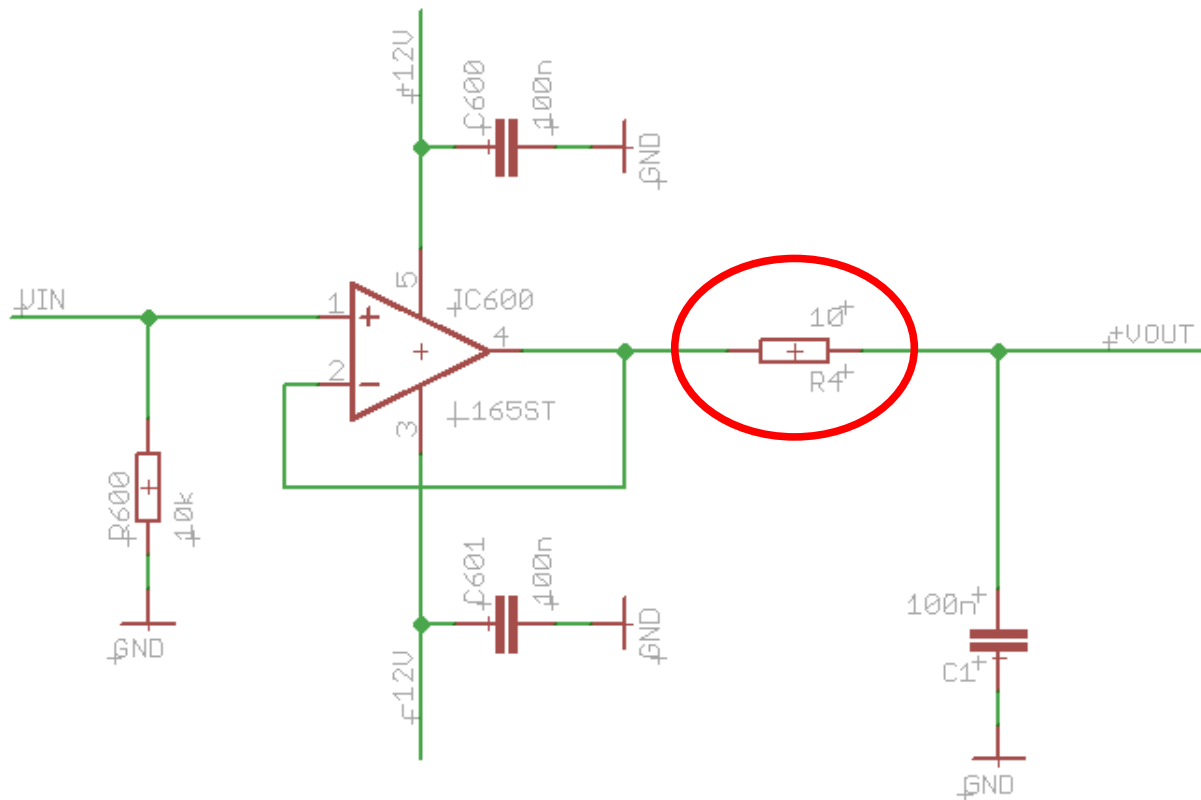 +12V
C600
100n
GND
VIN
1
5
IC600
4
10
+VOUT
2
R4
3
L165ST
R600
10k
C601
100n
GND
100n
C1
GND
-12V
GND